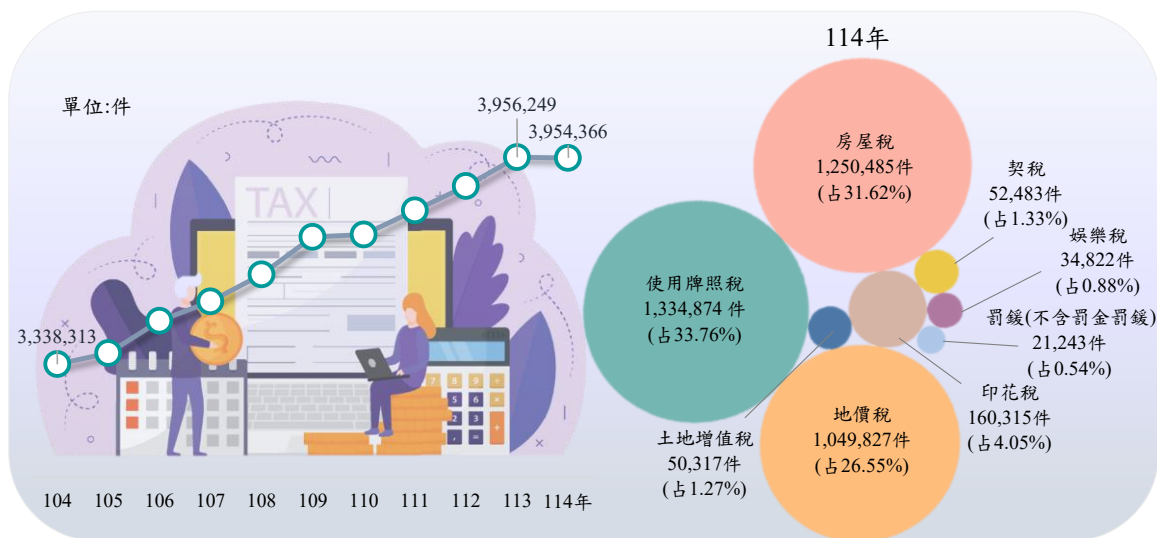 單位:件
3,956,249
3,954,366
3,338,313
TAX
104 105 106 107 108 109 110 111 112 113 114年
114年
房屋稅
1,250,485件
(占31.62%)
契稅
52,483件
(占1.33%)
娛樂稅
34,822件
(占0.88%)
使用牌照稅
1,334,874 件
(占33.76%)
罰鍰(不含罰金罰鍰)
21,243件
(占0.54%)
印花稅
160,315件
(占4.05%)
地價稅
1,049,827件
(占26.55%)
土地增值稅
50,317件
(占1.27%)